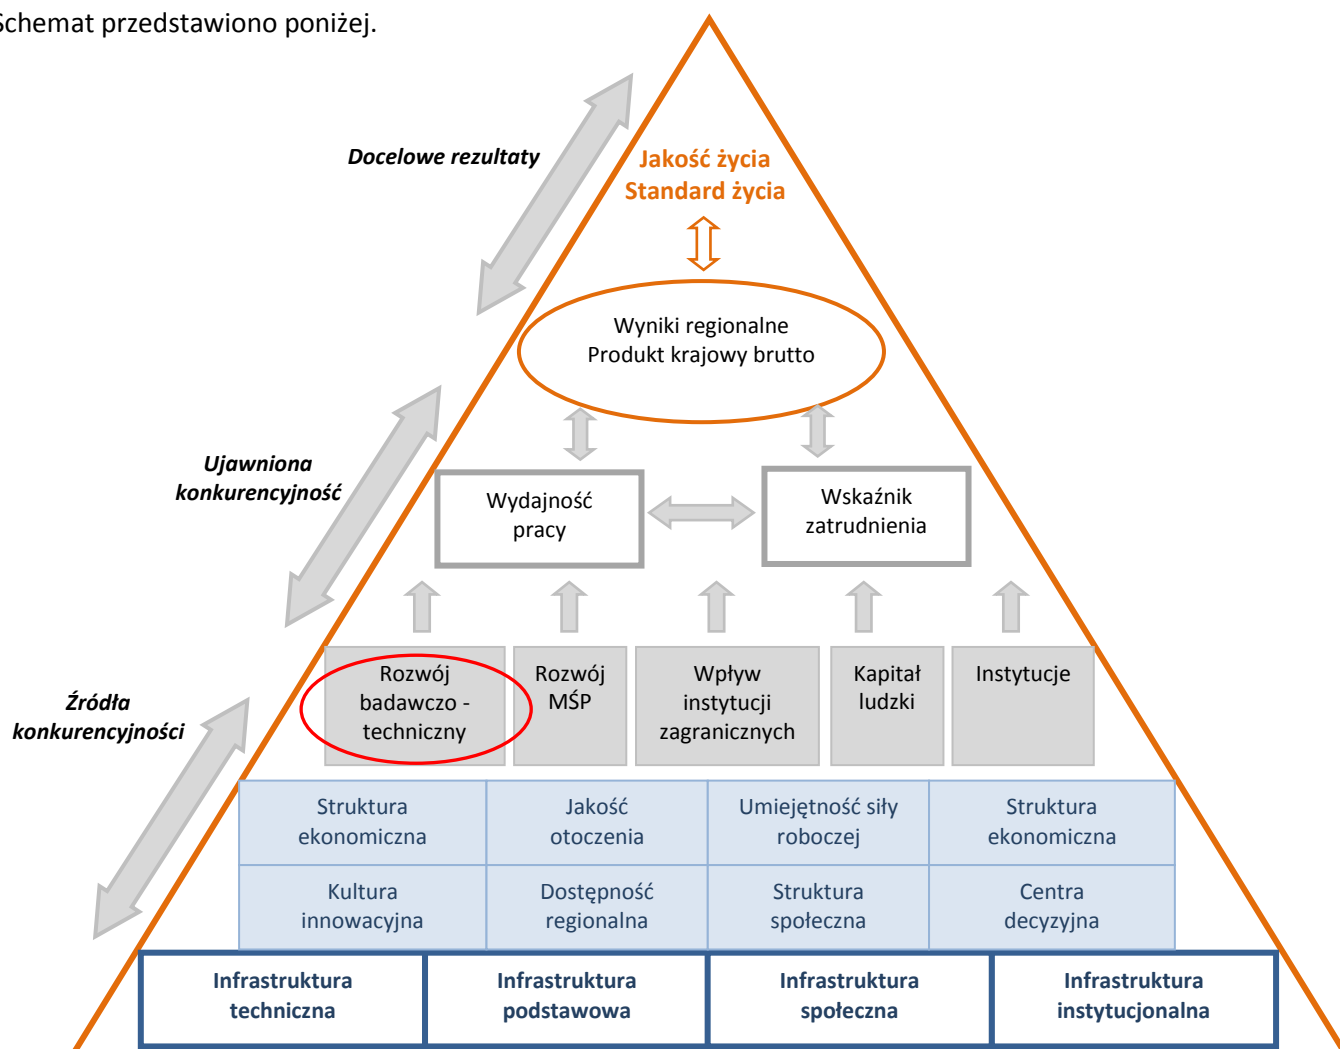 Schemat przedstawiono poniżej.
Docelowe rezultaty
Jakość życia
Standard życia
Wyniki regionalne
Produkt krajowy brutto
Ujawniona
konkurencyjność
Wydajność
pracy
Wskaźnik
zatrudnienia
Źródła
konkurencyjności
Rozwój
badawczo -
techniczny
Rozwój
MŚP
Wpływ
instytucji
zagranicznych
Kapitał
ludzki
Instytucje
Struktura
ekonomiczna
Jakość
otoczenia
Umiejętność siły
roboczej
Struktura
ekonomiczna
Kultura
innowacyjna
Dostępność
regionalna
Struktura
społeczna
Centra
decyzyjna
Infrastruktura
techniczna
Infrastruktura
podstawowa
Infrastruktura
społeczna
Infrastruktura
instytucjonalna